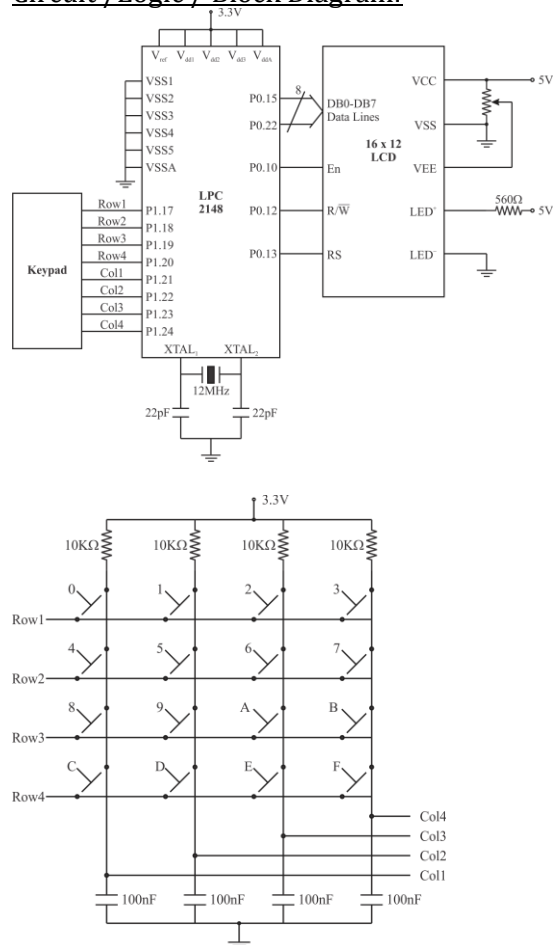 Circuit / Logic / Block Diagram:
3.3V
Vref Vdd1 Vdd2 Vdd3 VddA
VSS1
VSS2
VSS3
VSS4
VSS5
VSSA
LPC
2148
P0.15
P0.22
P0.10
P0.12
P0.13
8
DB0-DB7
Data Lines
16 x 12
LCD
En
R/W̅
RS
VCC
VSS
VEE
LED+
LED-
5V
560Ω
5V
Keypad
Row1
Row2
Row3
Row4
Col1
Col2
Col3
Col4
P1.17
P1.18
P1.19
P1.20
P1.21
P1.22
P1.23
P1.24
XTAL1 XTAL2
12MHz
22pF 22pF
3.3V
10KΩ 10KΩ 10KΩ 10KΩ
0 1 2 3
Row1
4 5 6 7
Row2
8 9 A B
Row3
C D E F
Row4
Col4
Col3
Col2
Col1
100nF 100nF 100nF 100nF